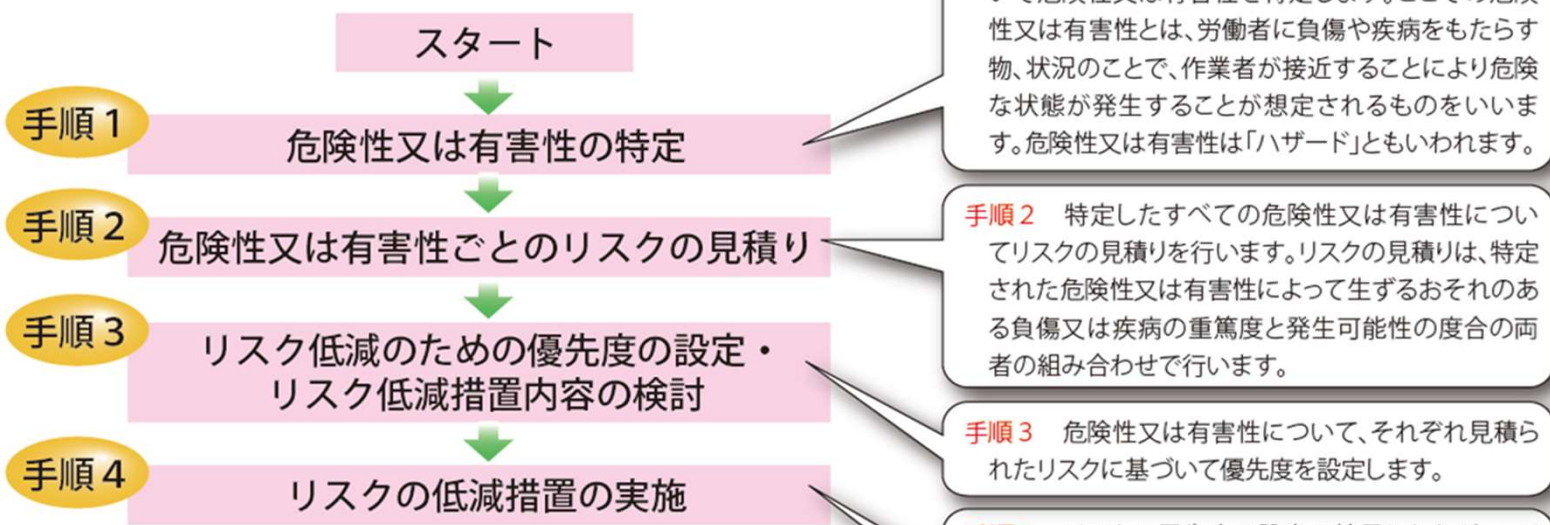 スタート
手順1
危険性又は有害性の特定
手順2
危険性又は有害性ごとのリスクの見積り
手順3
リスク低減のための優先度の設定・
リスク低減措置内容の検討
手順4
リスクの低減措置の実施
性又は有害性とは、労働者に負傷や疾病をもたらす
物、状況のことで、作業者が接近することにより危険
な状態が発生することが想定されるものをいいま
す。危険性又は有害性は「ハザード」ともいわれます。
手順2 特定したすべての危険性又は有害性につい
てリスクの見積りを行います。リスクの見積りは、特定
された危険性又は有害性によって生ずるおそれのあ
る負傷又は疾病の重篤度と発生可能性の度合の両
者の組み合わせで行います。
手順3 危険性又は有害性について、それぞれ見積ら
れたリスクに基づいて優先度を設定します。